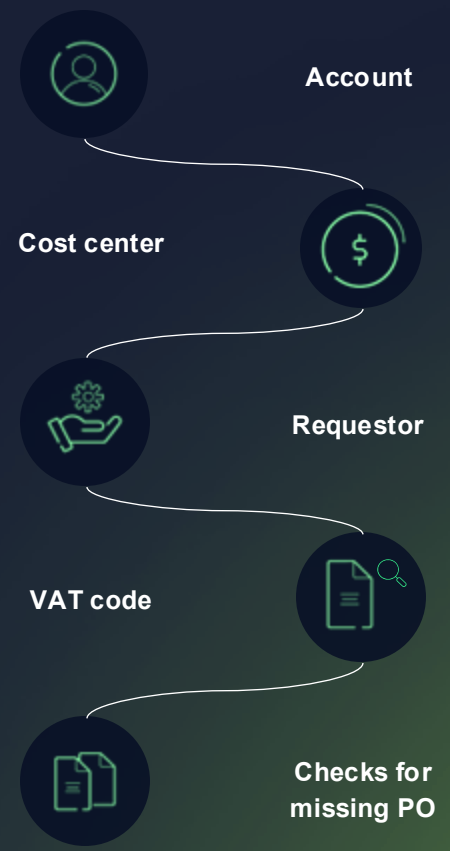 Account
Cost center
Requestor
VAT code
Checks for
missing PO